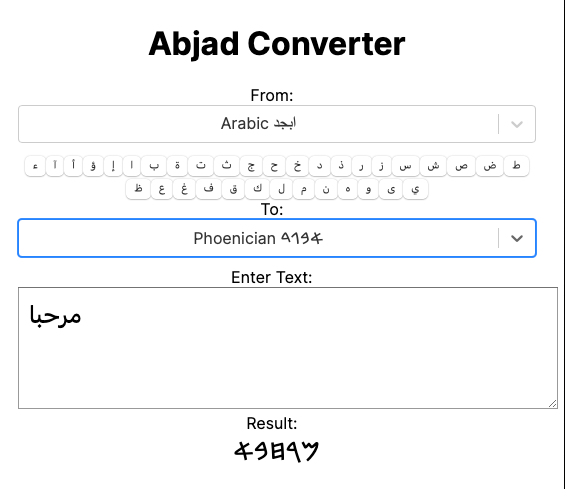 Abjad Converter
From:
Arabic ابجد
ء آ أ ؤ إ ا ب ة ت ث ج ح خ د ذ ر ز س ش ص ض ط
ظ ع غ ف ق ك ل م ن ه و ى ي
To:
Phoenician 𐤀𐤁𐤂𐤃
Enter Text:
مرحبا
Result:
𐤌𐤓𐤇𐤁𐤀